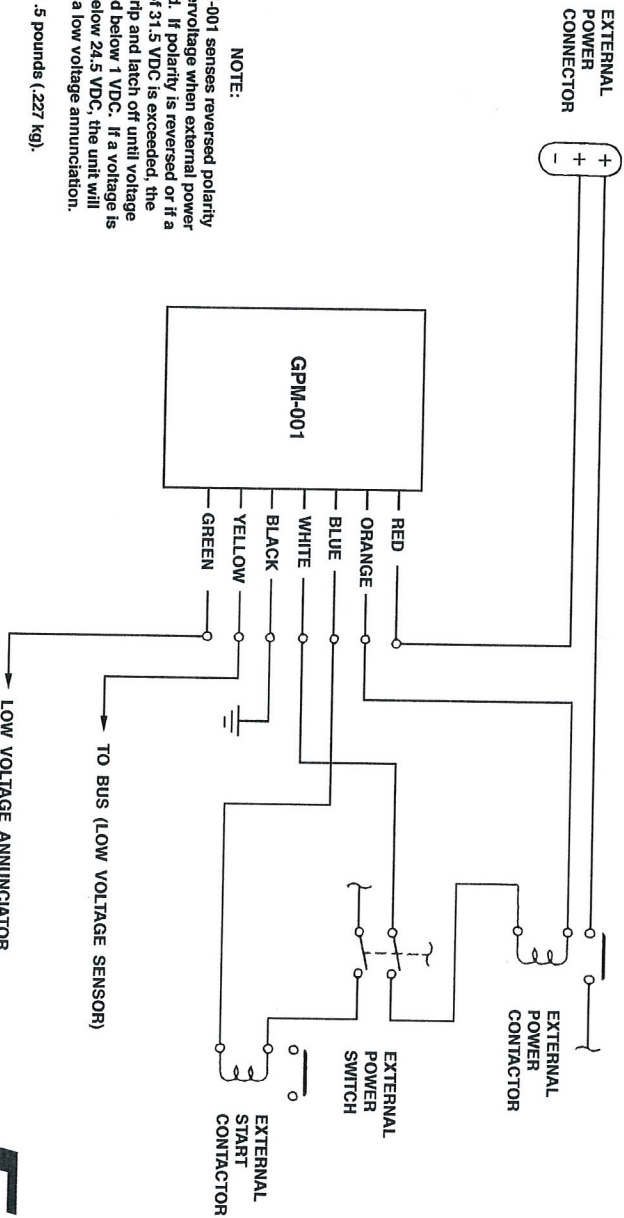 EXTERNAL
POWER
CONNECTOR
+
+
−
NOTE:
-001 senses reversed polarity
ervoltage when external power
d. If polarity is reversed or if a
f 31.5 VDC is exceeded, the
rip and latch off until voltage
d below 1 VDC. If a voltage is
elow 24.5 VDC, the unit will
a low voltage annunciation.
.5 pounds (.227 kg).
GPM-001
RED
ORANGE
BLUE
WHITE
BLACK
YELLOW
GREEN
EXTERNAL
POWER
CONTACTOR
EXTERNAL
POWER
SWITCH
EXTERNAL
START
CONTACTOR
TO BUS (LOW VOLTAGE SENSOR)
LOW VOLTAGE ANNUNCIATOR